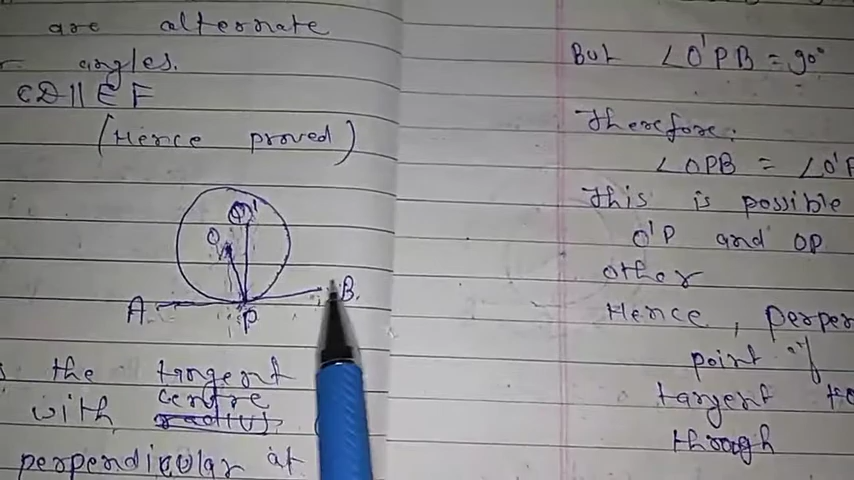 are alternate
angles.
CD || EF
(Hence proved)
O'
O
A
B.
P
the tangent
with centre
perpendicular at
But ∠O'PB = 90°
Therefore:
∠OPB = ∠O'P
This is possible
O'P and OP
other
Hence, perpen
point of
tangent
through